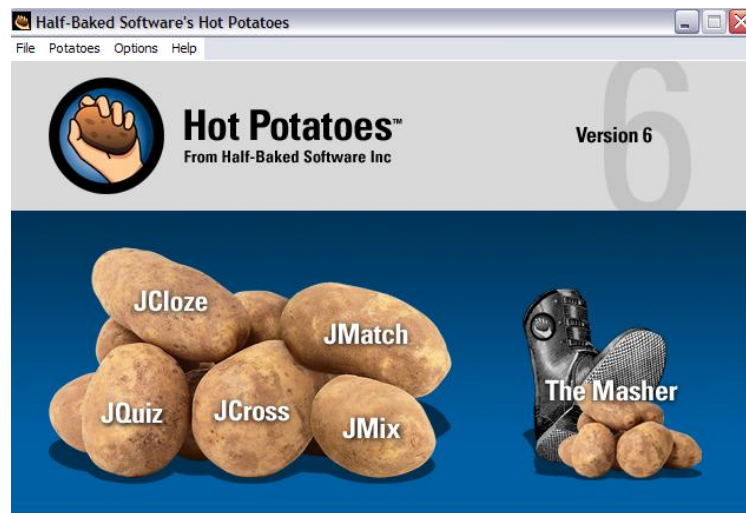 Half-Baked Software's Hot Potatoes
File Potatoes Options Help
Hot Potatoes™
From Half-Baked Software Inc
6
Version 6
JCloze
JMatch
JQuiz
JCross
JMix
The Masher